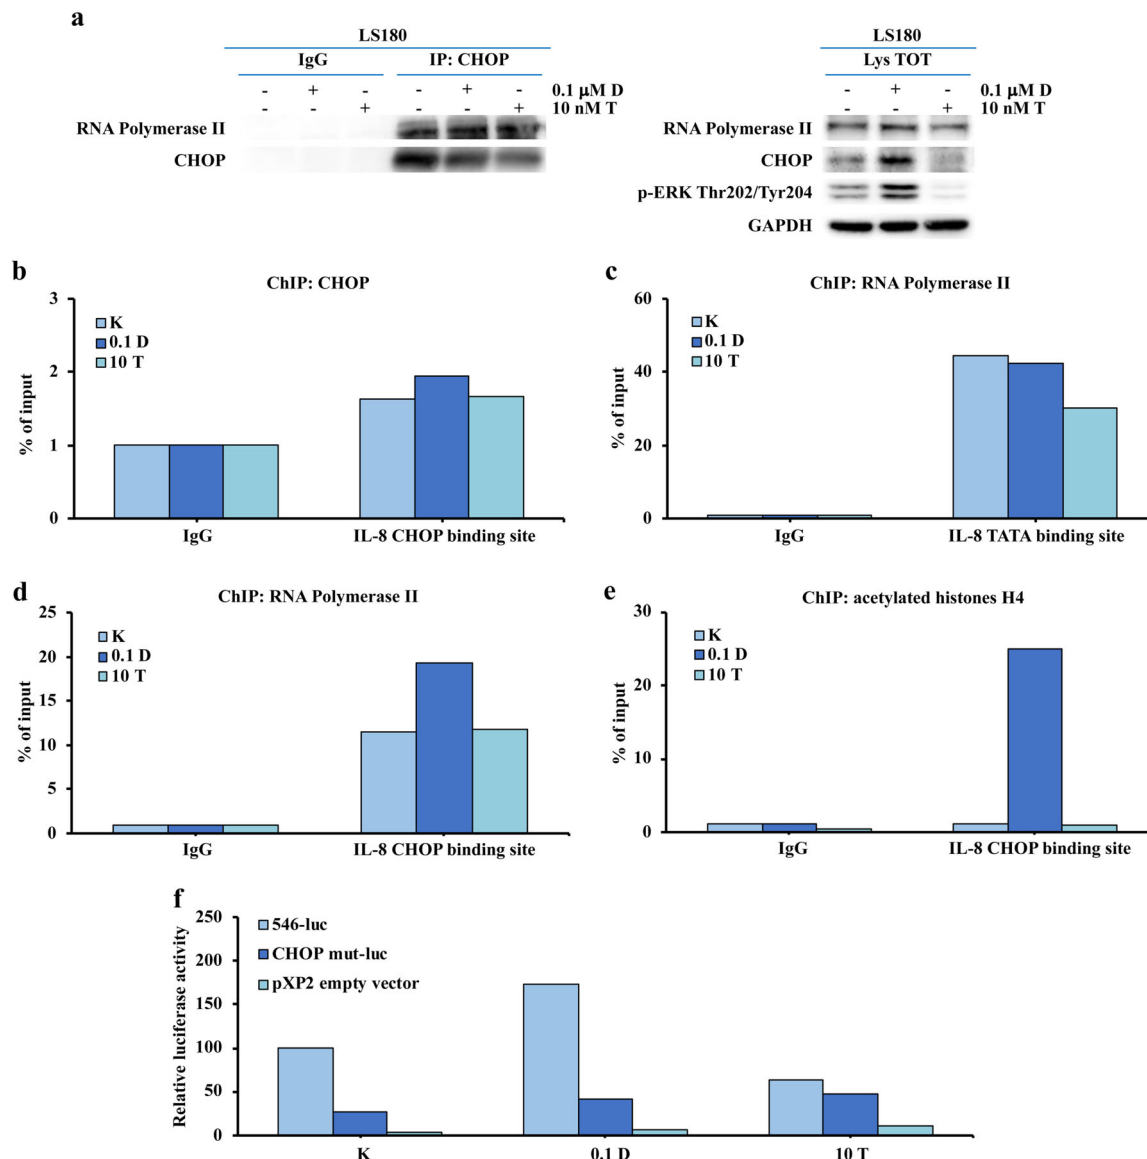 a
LS180
IgG
IP: CHOP
- + - - + - 0.1 µM D
- - + - - + 10 nM T
RNA Polymerase II
CHOP
LS180
Lys TOT
- + - 0.1 µM D
- - + 10 nM T
RNA Polymerase II
CHOP
p-ERK Thr202/Tyr204
GAPDH
b
ChIP: CHOP
3
2
1
0
% of input
K
0.1 D
10 T
IgG
IL-8 CHOP binding site
c
ChIP: RNA Polymerase II
60
40
20
0
% of input
K
0.1 D
10 T
IgG
IL-8 TATA binding site
d
ChIP: RNA Polymerase II
25
20
15
10
5
0
% of input
K
0.1 D
10 T
IgG
IL-8 CHOP binding site
e
ChIP: acetylated histones H4
30
20
10
0
% of input
K
0.1 D
10 T
IgG
IL-8 CHOP binding site
f
250
200
150
100
50
0
Relative luciferase activity
546-luc
CHOP mut-luc
pXP2 empty vector
K
0.1 D
10 T